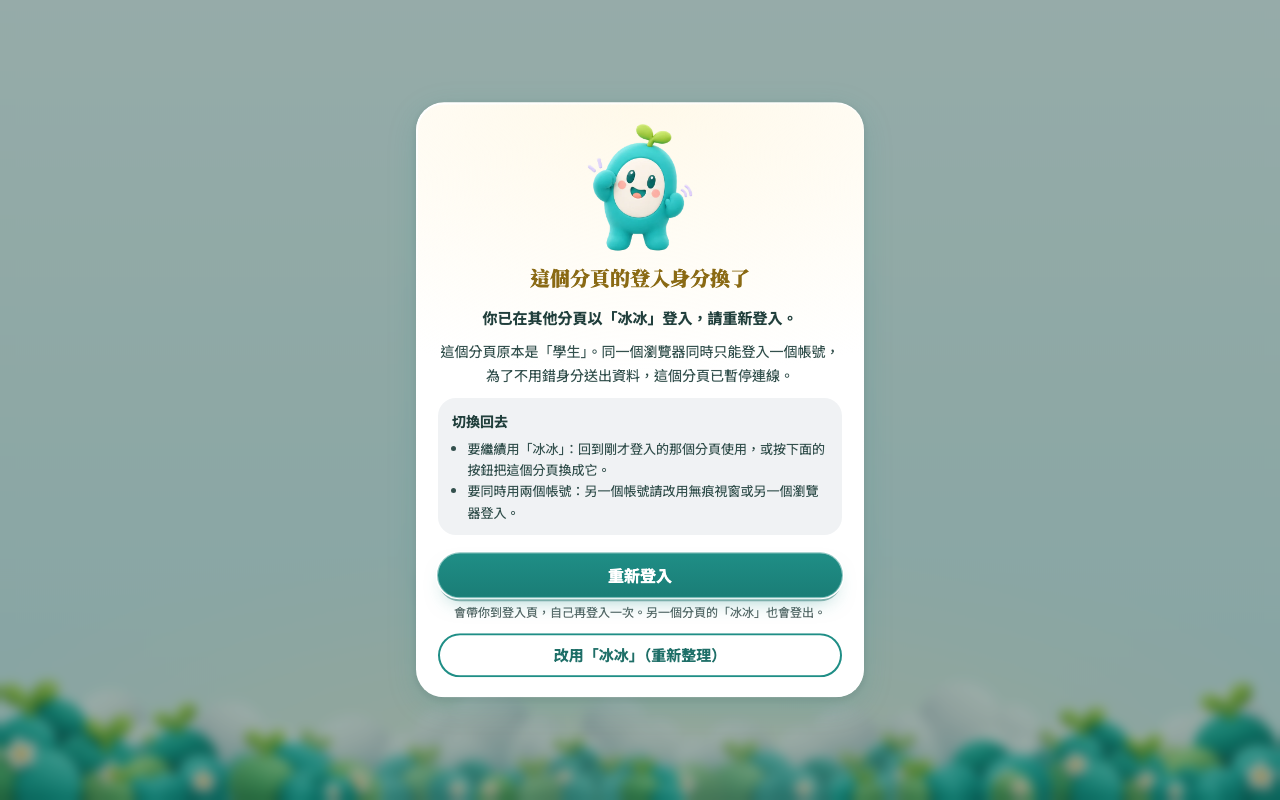 這個分頁的登入身分換了
你已在其他分頁以「冰冰」登入，請重新登入。
這個分頁原本是「學生」。同一個瀏覽器同時只能登入一個帳號，
為了不用錯身分送出資料，這個分頁已暫停連線。
切換回去
• 要繼續用「冰冰」：回到剛才登入的那個分頁使用，或按下面的
按鈕把這個分頁換成它。
• 要同時用兩個帳號：另一個帳號請改用無痕視窗或另一個瀏覽
器登入。
重新登入
會帶你到登入頁，自己再登入一次。另一個分頁的「冰冰」也會登出。
改用「冰冰」（重新整理）